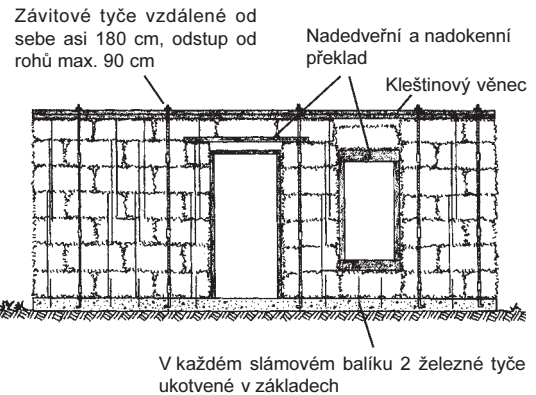 Závitové tyče vzdálené od
sebe asi 180 cm, odstup od
rohů max. 90 cm
Nadedveřní a nadokenní
překlad
Kleštinový věnec
V každém slámovém balíku 2 železné tyče
ukotvené v základech